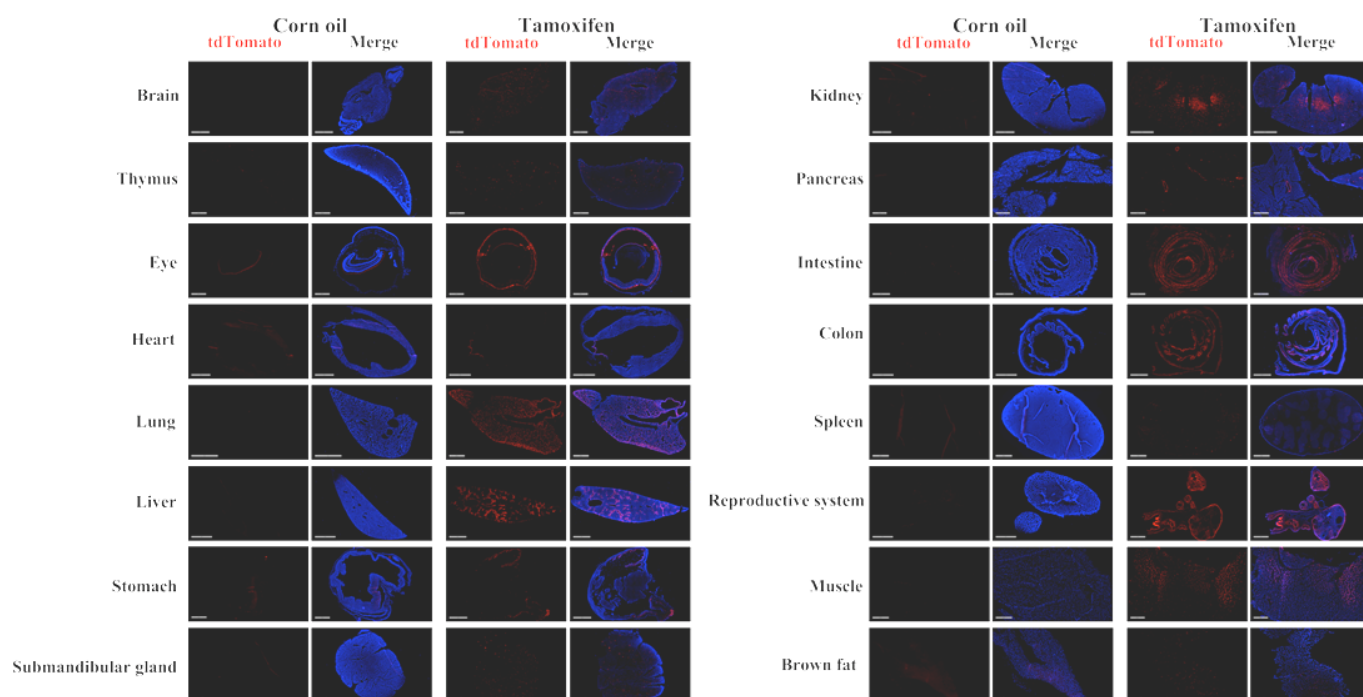 Corn oil Tamoxifen
tdTomato Merge tdTomato Merge
Brain
Thymus
Eye
Heart
Lung
Liver
Stomach
Submandibular gland
Corn oil Tamoxifen
tdTomato Merge tdTomato Merge
Kidney
Pancreas
Intestine
Colon
Spleen
Reproductive system
Muscle
Brown fat